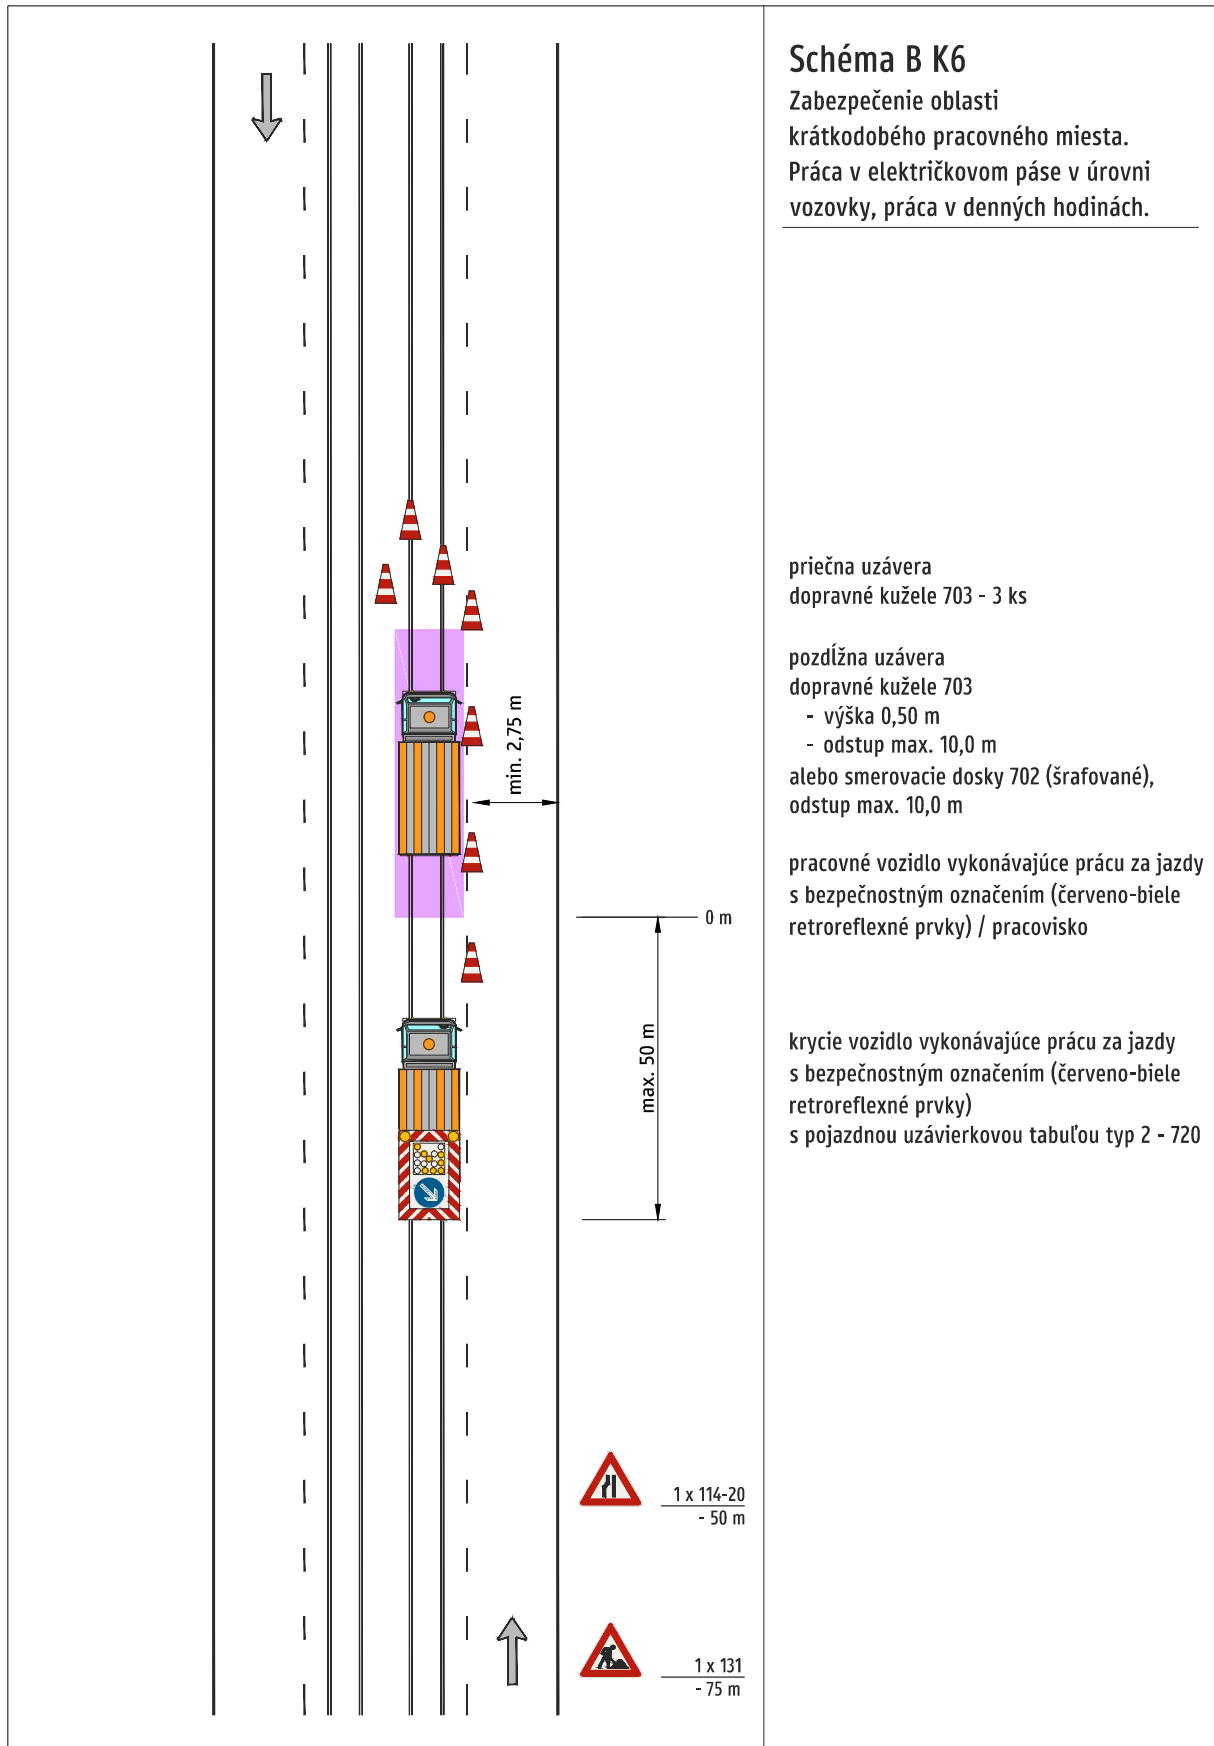 Schéma B K6
Zabezpečenie oblasti
krátkodobého pracovného miesta.
Práca v električkovom páse v úrovni
vozovky, práca v denných hodinách.
priečna uzávera
dopravné kužele 703 - 3 ks
pozdĺžna uzávera
dopravné kužele 703
- výška 0,50 m
- odstup max. 10,0 m
alebo smerovacie dosky 702 (šrafované),
odstup max. 10,0 m
min. 2,75 m
pracovné vozidlo vykonávajúce prácu za jazdy
s bezpečnostným označením (červeno-biele
retroreflexné prvky) / pracovisko
0 m
max. 50 m
krycie vozidlo vykonávajúce prácu za jazdy
s bezpečnostným označením (červeno-biele
retroreflexné prvky)
s pojazdnou uzávierkovou tabuľou typ 2 - 720
1 x 114-20
- 50 m
1 x 131
- 75 m